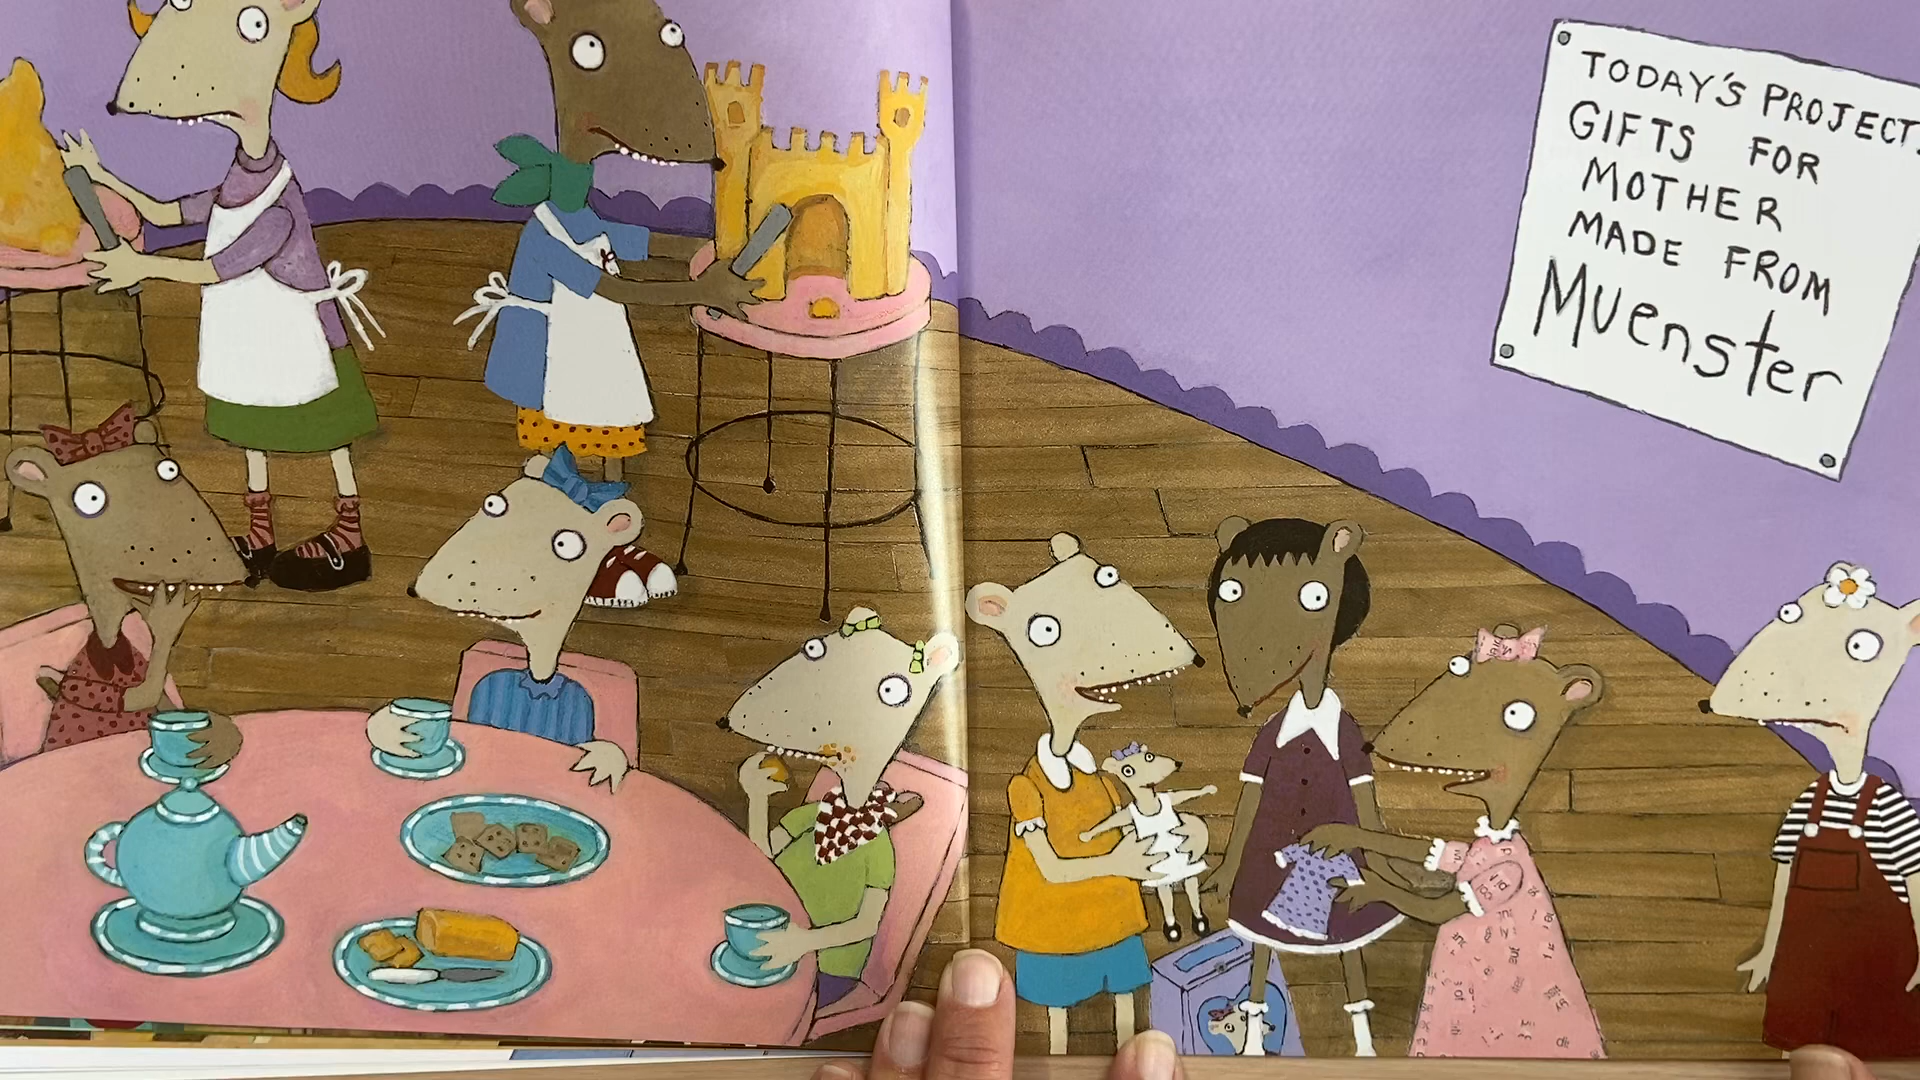 TODAY'S PROJECT:
GIFTS FOR
MOTHER
MADE FROM
MUenster